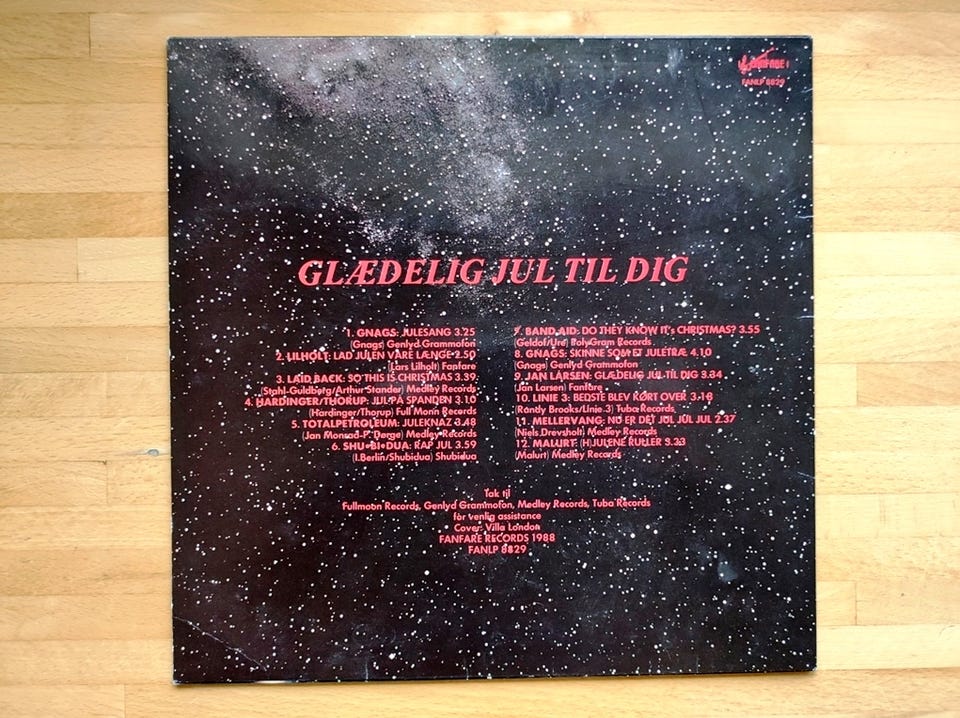 FANFARE
FANLP 8829
GLÆDELIG JUL TIL DIG
1. GNAGS: JULESANG 3.25
(Gnags) Genlyd Grammofon
2. LILHOLT: LAD JULEN VARE LÆNGE 2.50
(Lars Lilholt) Fanfare
3. LAID BACK: SO THIS IS CHRISTMAS 3.39
(Stahl-Guldberg/Arthur Stander) Medley Records
4. HARDINGER/THORUP: JUL PÅ SPANDEN 3.10
(Hardinger/Thorup) Full Moon Records
5. TOTALPETROLEUM: JULEKNAZ 3.48
(Jan Monrad-P. Dørge) Medley Records
6. SHU•BI•DUA: RAP JUL 3.59
(I.Berlin/Shubidua) Shubidua
7. BAND AID: DO THEY KNOW IT's CHRISTMAS? 3.55
Geldof/Ure) PolyGram Records
8. GNAGS: SKINNE SOM ET JULETRÆ 4.10
(Gnags) Genlyd Grammofon
9. JAN LARSEN: GLÆDELIG JUL TIL DIG 3.34
(Jan Larsen) Fanfare
10. LINIE 3: BEDSTE BLEV KØRT OVER 3.18
(Rantly Brooks/Linie 3) Tuba Records
11. MELLERVANG: NU ER DET JUL JUL JUL 2.37
(Niels Drevsholt) Medley Records
12. MALURT: (H)JULENE RULLER 3.33
(Malurt) Medley Records
Tak til
Fullmoon Records, Genlyd Grammofon, Medley Records, Tuba Records
for venlig assistance
Cover: Villa London
FANFARE RECORDS 1988
FANLP 8829